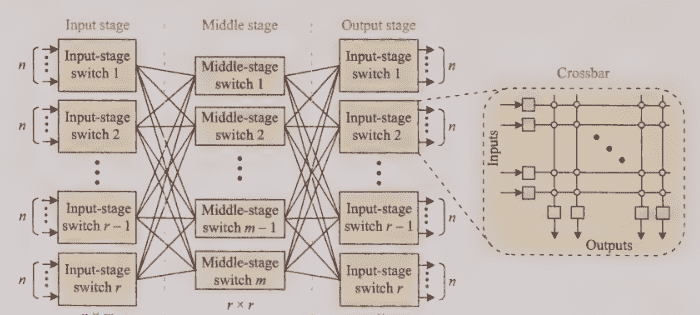 Input stage
Middle stage
Output stage
n
Input-stage
switch 1
Middle-stage
switch 1
Input-stage
switch 1
n
Crossbar
n
Input-stage
switch 2
Middle-stage
switch 2
Input-stage
switch 2
n
Inputs
Outputs
n
Input-stage
switch r – 1
Middle-stage
switch m – 1
Input-stage
switch r – 1
n
n
Input-stage
switch r
Middle-stage
switch m
Input-stage
switch r
n
r × r